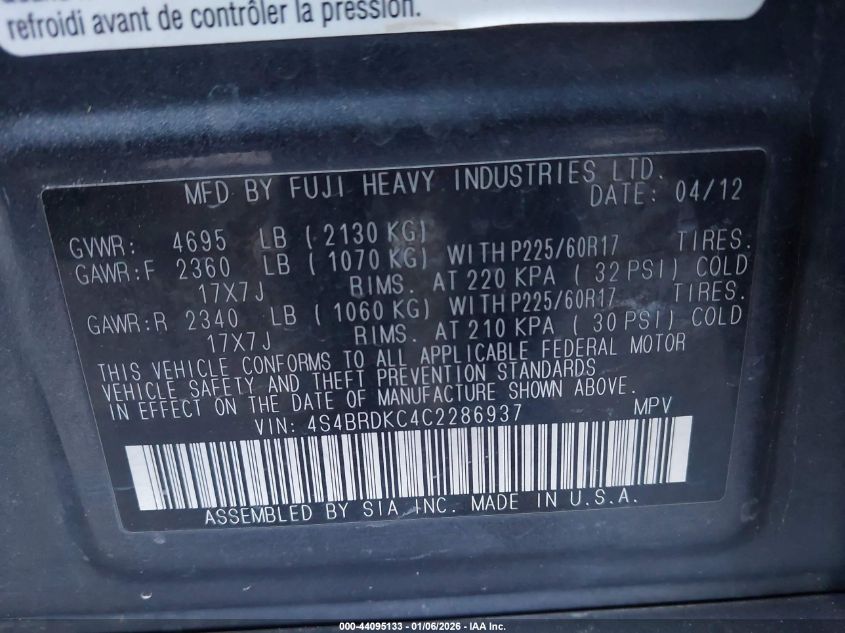 refroidi avant de contrôler la pression.
MFD BY FUJI HEAVY INDUSTRIES LTD.
DATE: 04/12
GVWR: 4695 LB ( 2130 KG)
GAWR:F 2360 LB ( 1070 KG) WITH P225/60R17 TIRES.
17X7J RIMS. AT 220 KPA ( 32 PSI) COLD
GAWR:R 2340 LB ( 1060 KG) WITH P225/60R17 TIRES.
17X7J RIMS. AT 210 KPA ( 30 PSI) COLD
THIS VEHICLE CONFORMS TO ALL APPLICABLE FEDERAL MOTOR
VEHICLE SAFETY AND THEFT PREVENTION STANDARDS
IN EFFECT ON THE DATE OF MANUFACTURE SHOWN ABOVE.
VIN: 4S4BRDKC4C2286937 MPV
ASSEMBLED BY SIA INC. MADE IN U.S.A.
000-44095133 - 01/06/2026 - IAA Inc.